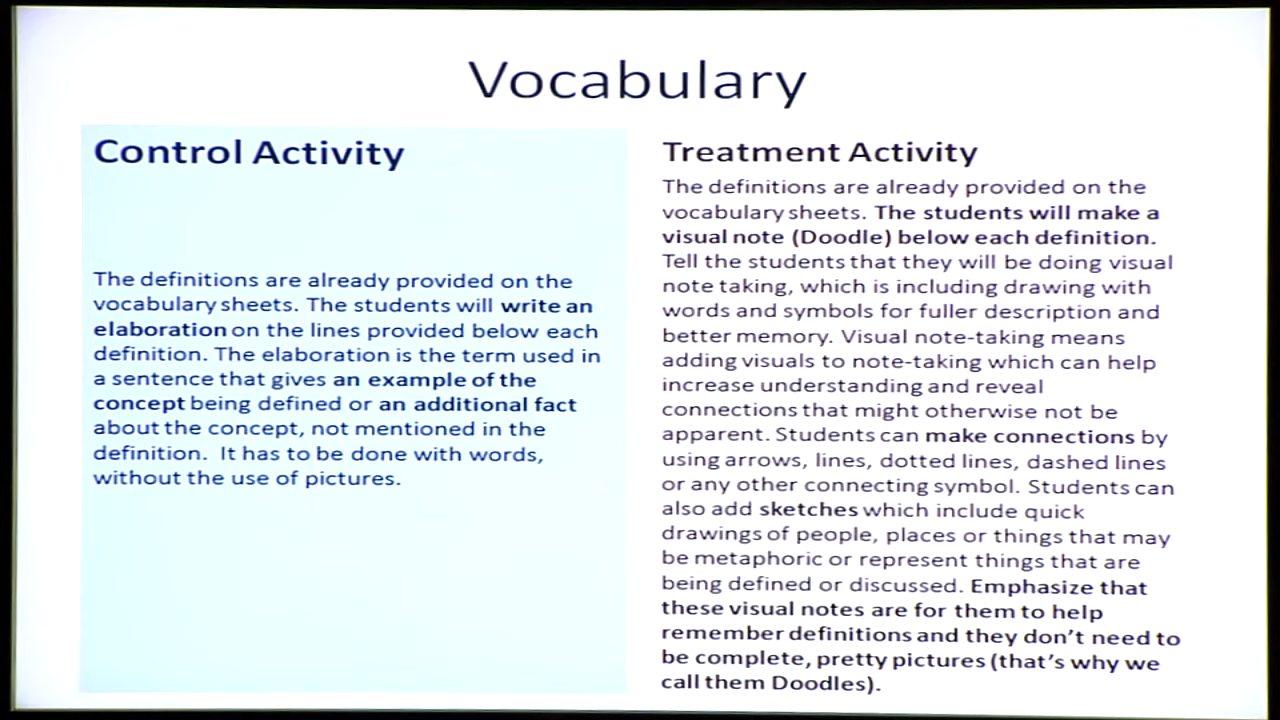 Vocabulary
Control Activity
The definitions are already provided on the
vocabulary sheets. The students will write an
elaboration on the lines provided below each
definition. The elaboration is the term used in
a sentence that gives an example of the
concept being defined or an additional fact
about the concept, not mentioned in the
definition. It has to be done with words,
without the use of pictures.
Treatment Activity
The definitions are already provided on the
vocabulary sheets. The students will make a
visual note (Doodle) below each definition.
Tell the students that they will be doing visual
note taking, which is including drawing with
words and symbols for fuller description and
better memory. Visual note-taking means
adding visuals to note-taking which can help
increase understanding and reveal
connections that might otherwise not be
apparent. Students can make connections by
using arrows, lines, dotted lines, dashed lines
or any other connecting symbol. Students can
also add sketches which include quick
drawings of people, places or things that may
be metaphoric or represent things that are
being defined or discussed. Emphasize that
these visual notes are for them to help
remember definitions and they don't need to
be complete, pretty pictures (that's why we
call them Doodles).